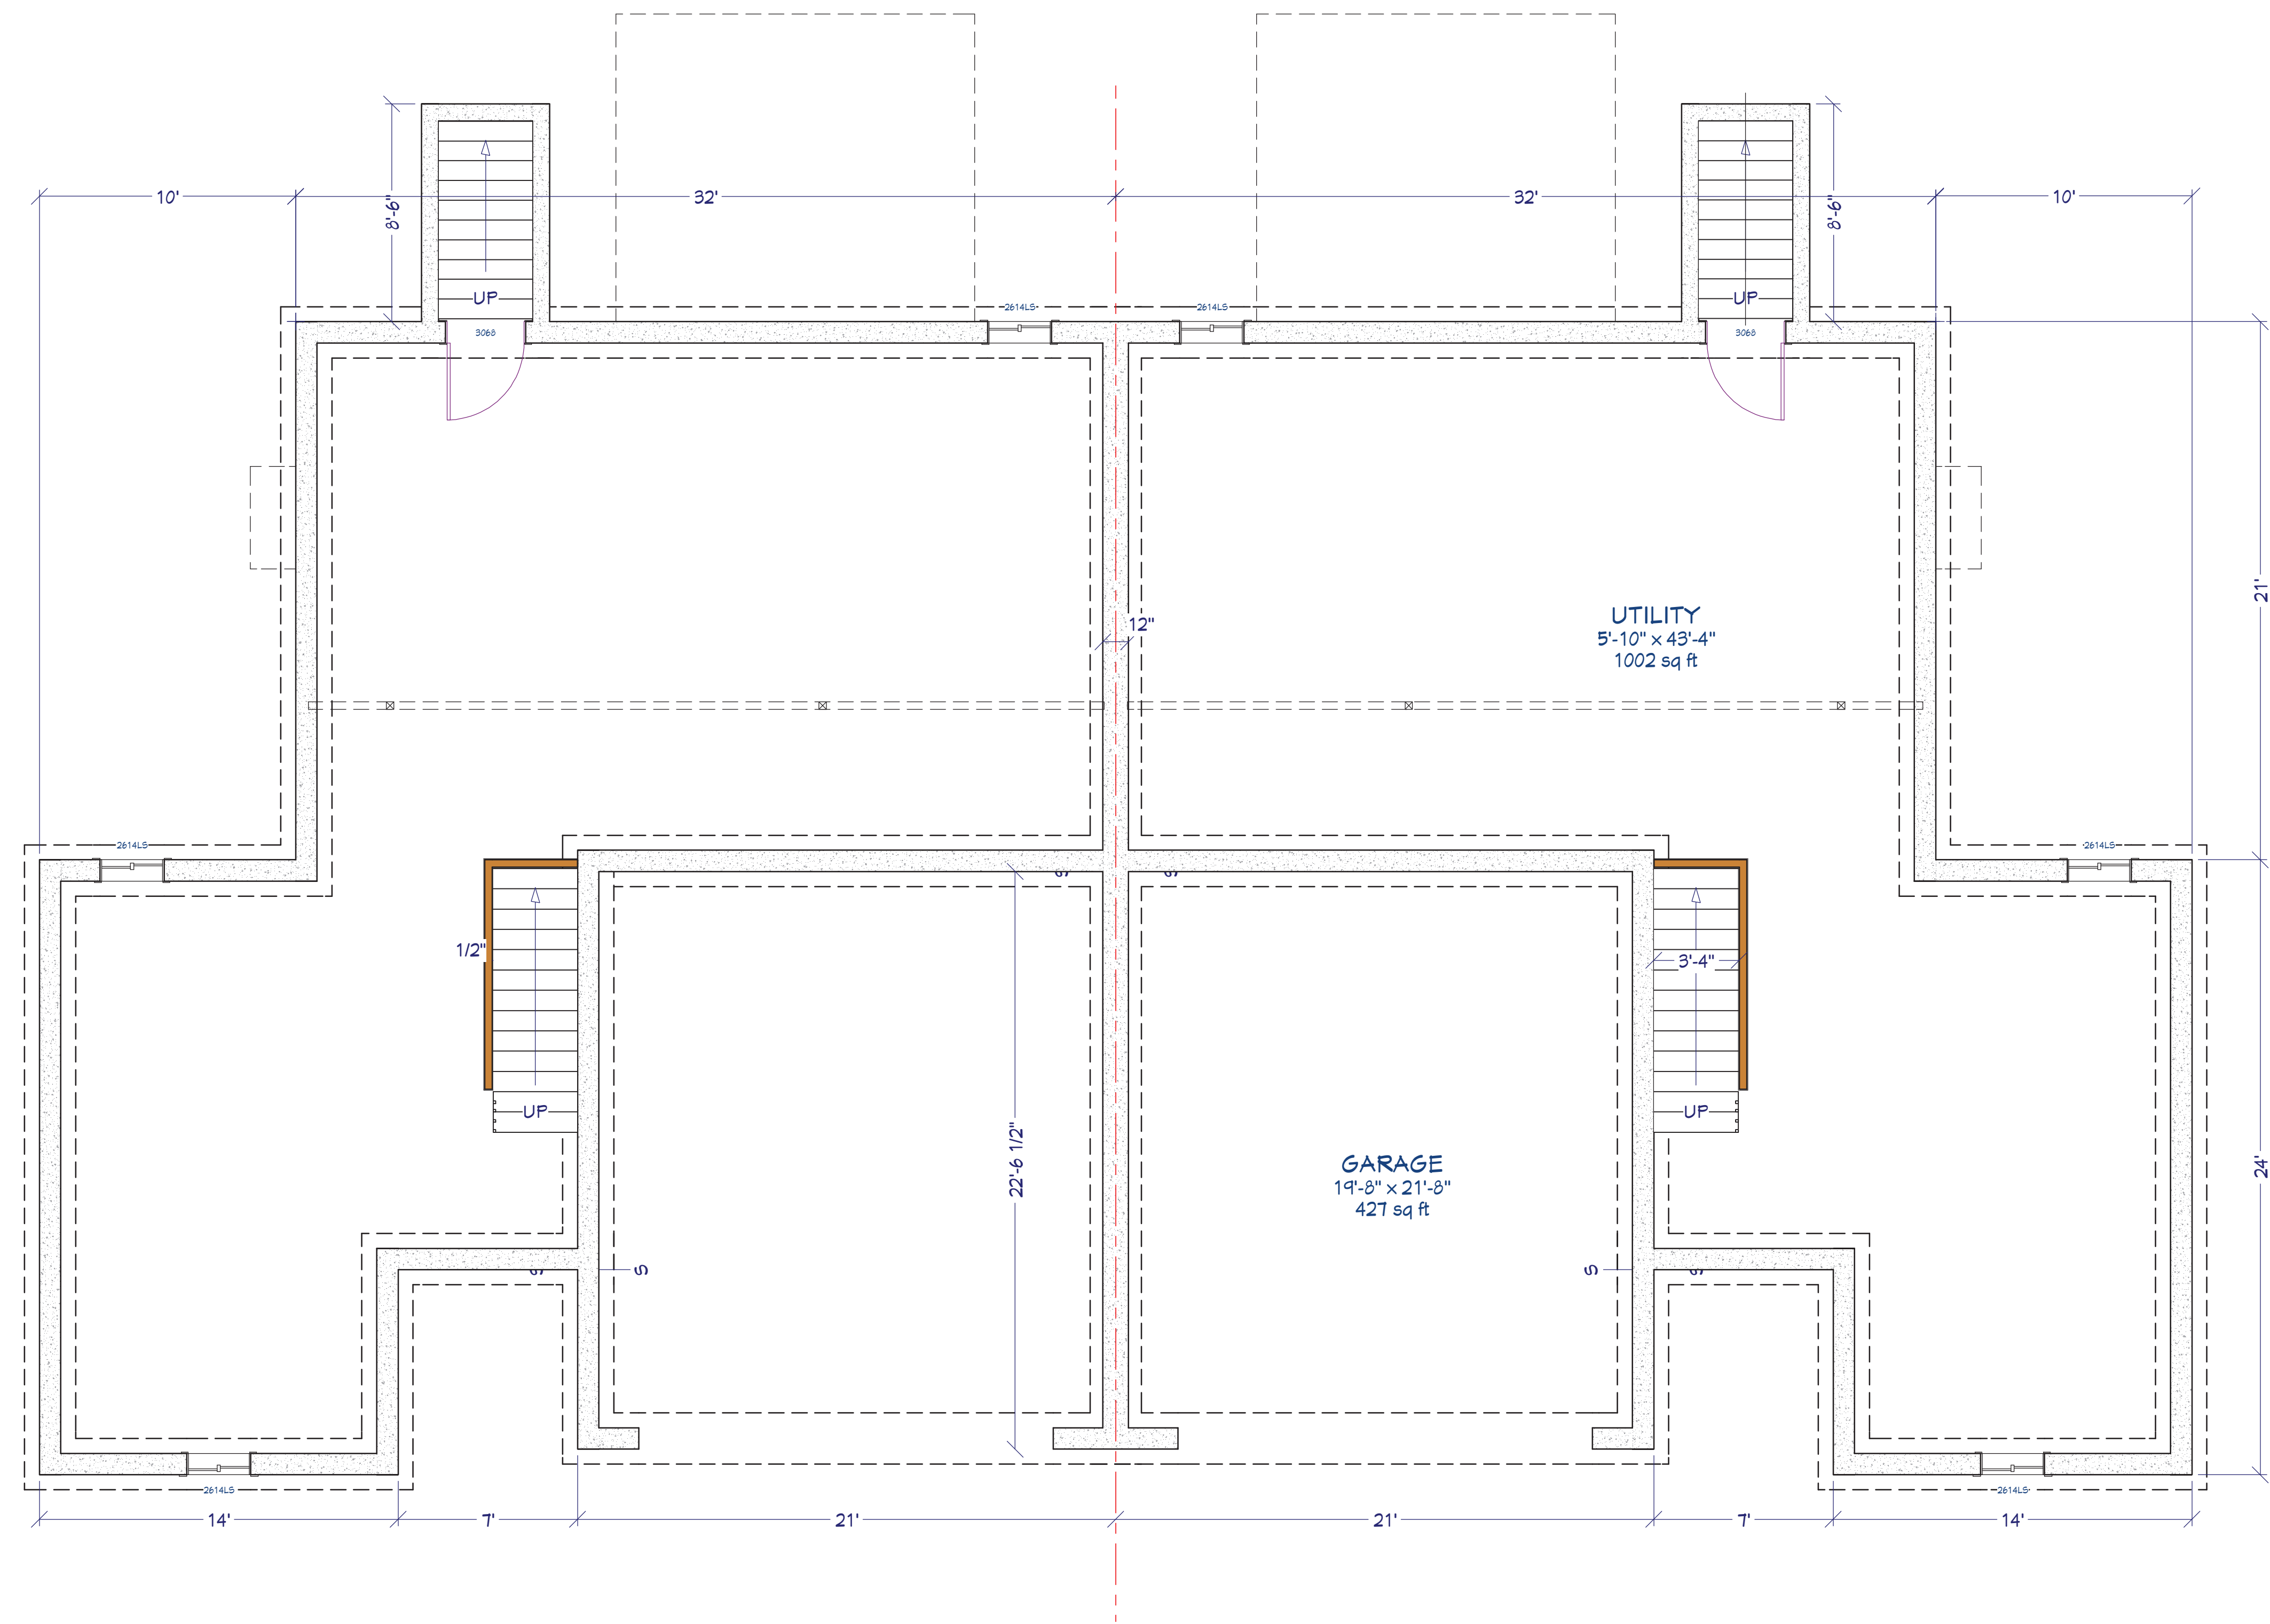 10'
8'-6"
32'
32'
8'-6"
10'
UP
UP
2614LS
2614LS
3068
3068
21'
UTILITY
5'-10" x 43'-4"
1002 sq ft
12"
2614LS
2614LS
S
S
1/2"
3'-4"
UP
UP
22'-6 1/2"
GARAGE
19'-8" x 21'-8"
427 sq ft
24'
S
S
S
S
2614LS
2614LS
14'
7'
21'
21'
7'
14'